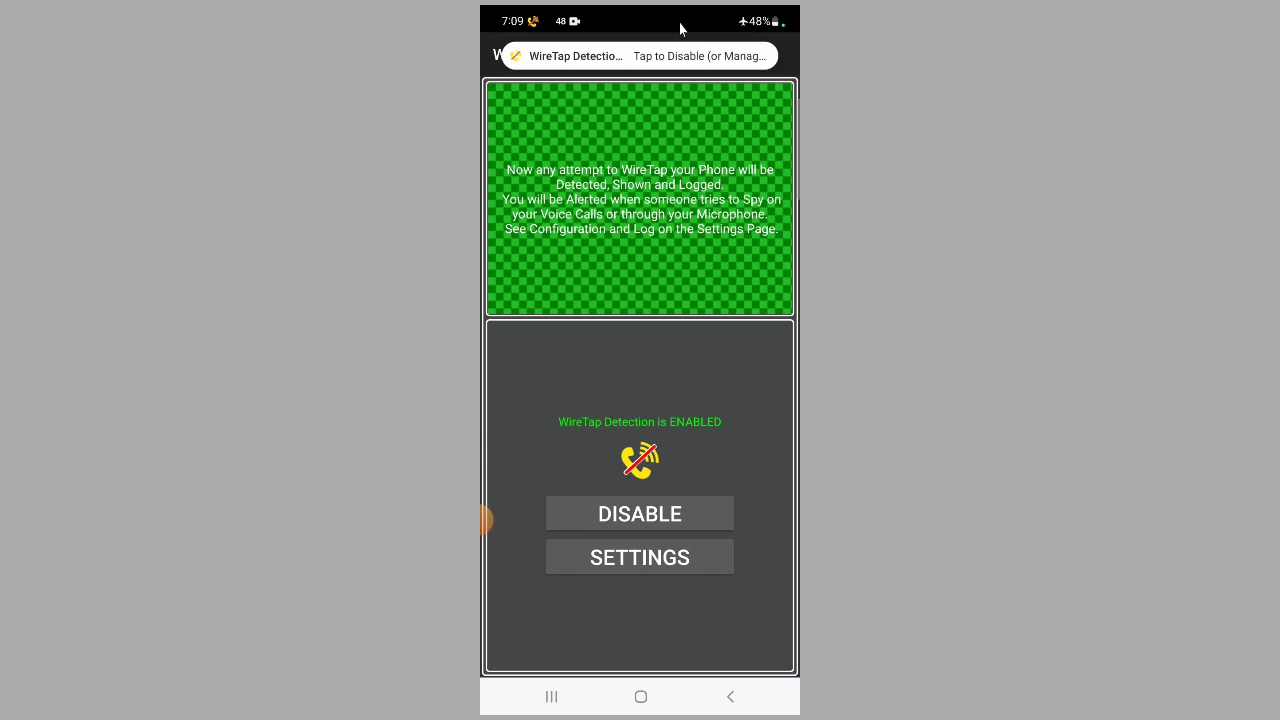 7:09 48 48%
W
WireTap Detectio... Tap to Disable (or Manag...
Now any attempt to WireTap your Phone will be
Detected, Shown and Logged.
You will be Alerted when someone tries to Spy on
your Voice Calls or through your Microphone.
See Configuration and Log on the Settings Page.
WireTap Detection is ENABLED
DISABLE
SETTINGS